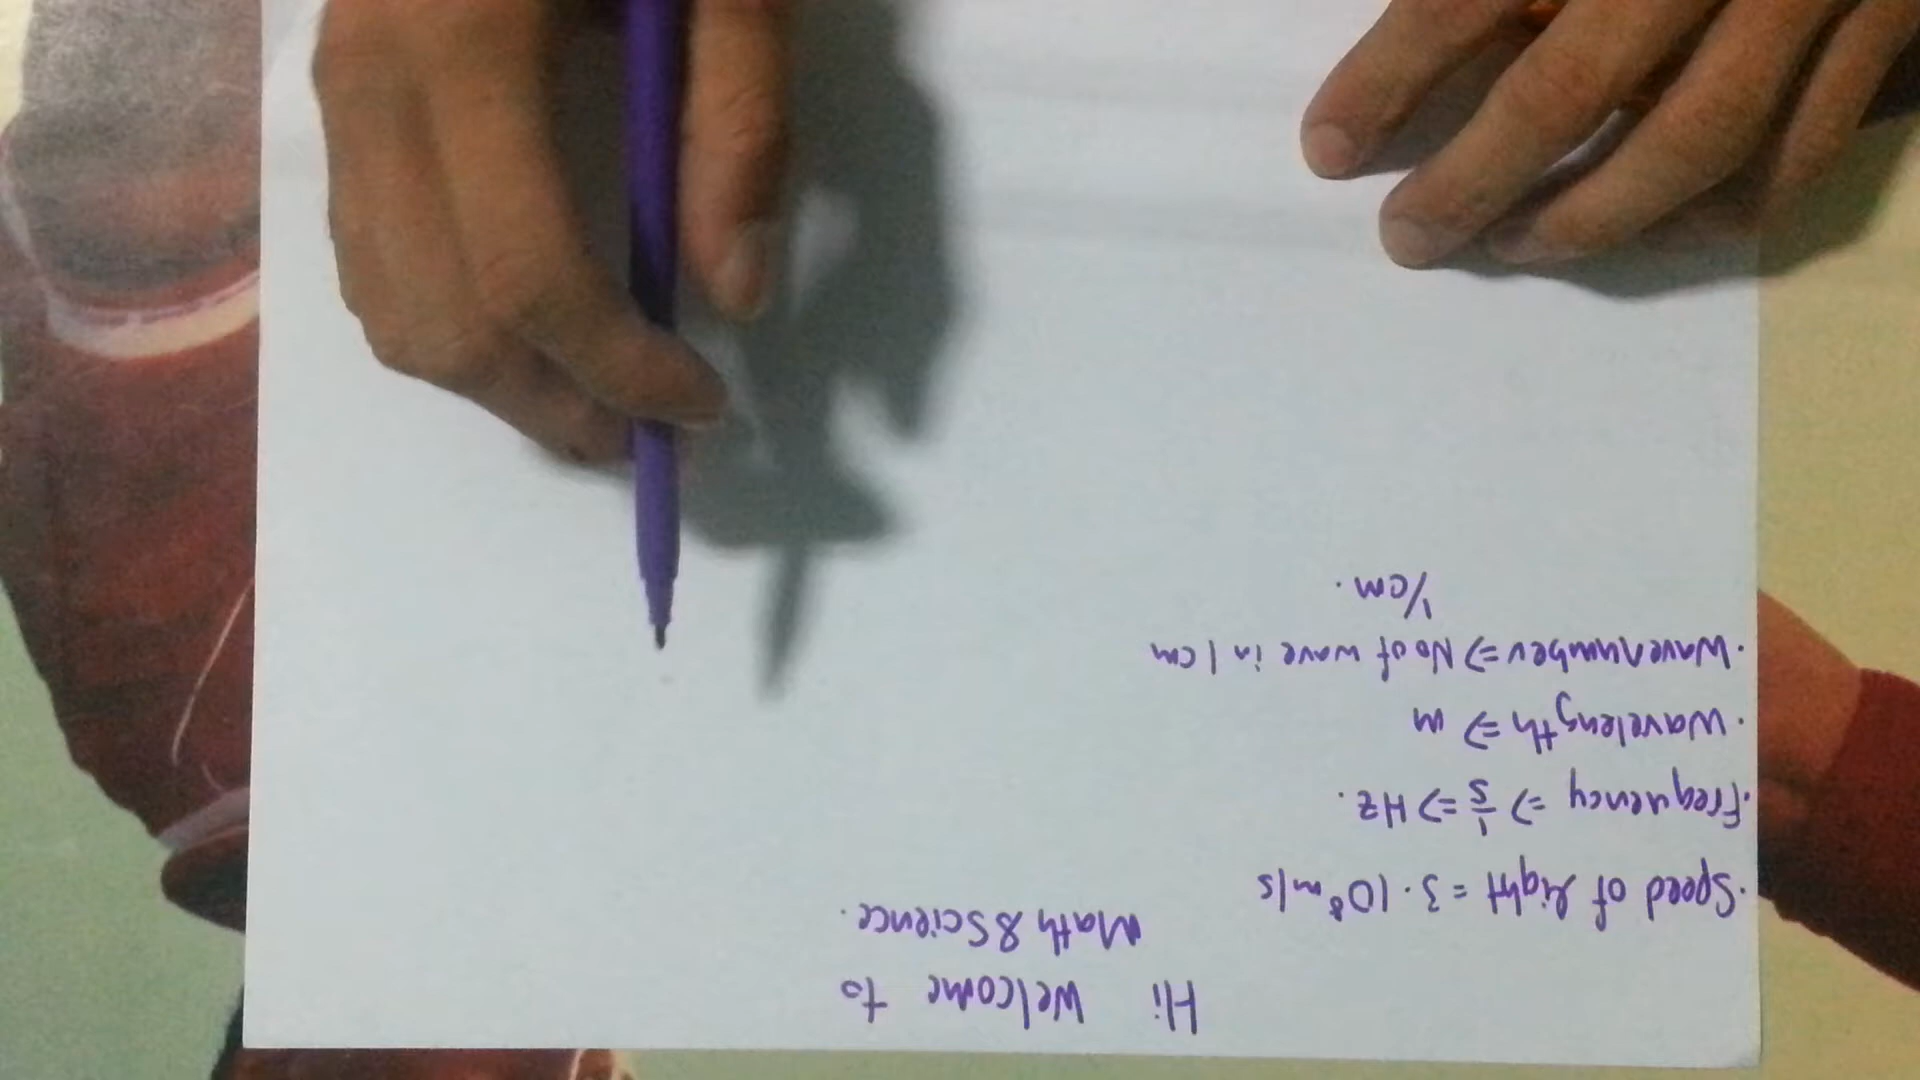 Hi Welcome to
Math & Science.
• Speed of light = 3 · 10⁸ m/s
• Frequency => 1/s => Hz.
• Wavelength => m
• Wavenumber => No of wave in 1 cm
1/cm.